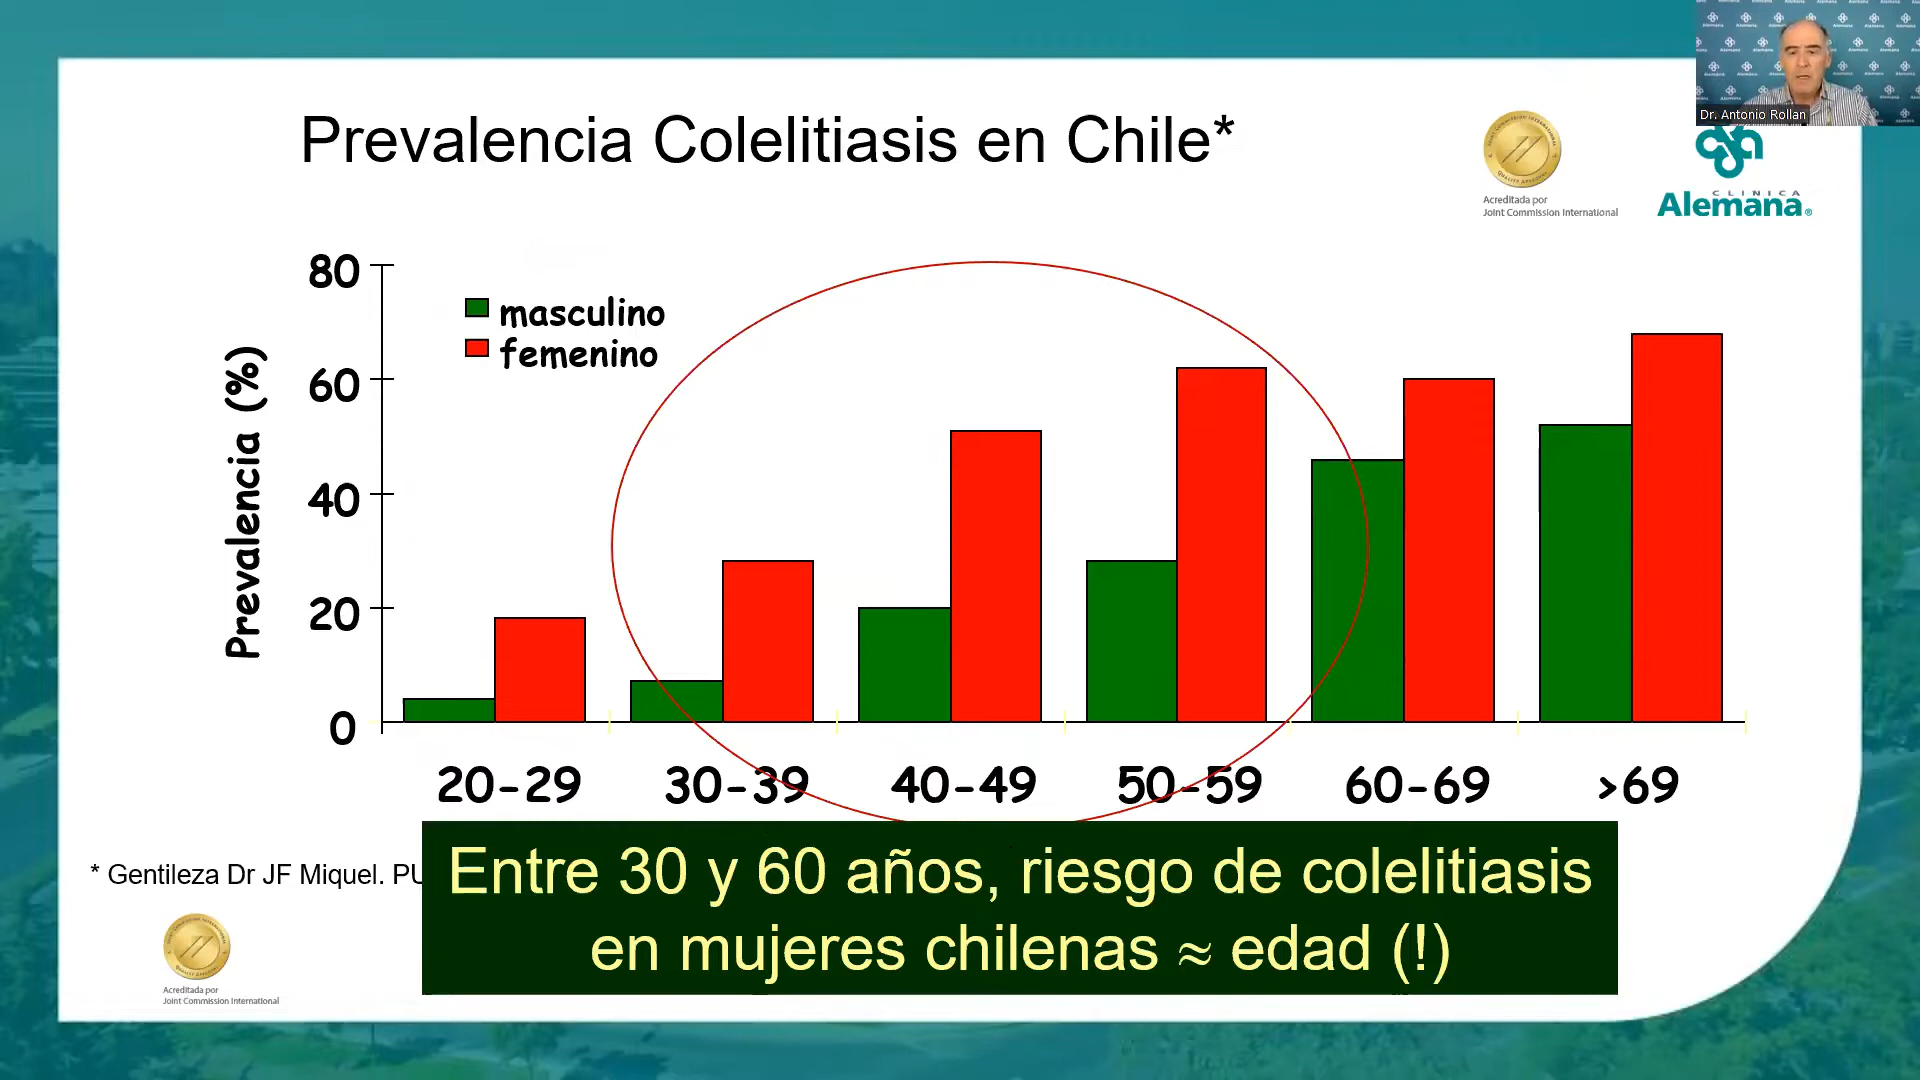 Dr. Antonio Rollan
Prevalencia Colelitiasis en Chile*
Acreditada por
Joint Commission International
CLINICA
Alemana®
80
60
40
20
0
Prevalencia (%)
masculino
femenino
20-29
30-39
40-49
50-59
60-69
>69
* Gentileza Dr JF Miquel. PU
Entre 30 y 60 años, riesgo de colelitiasis
en mujeres chilenas ≈ edad (!)
Acreditada por
Joint Commission International